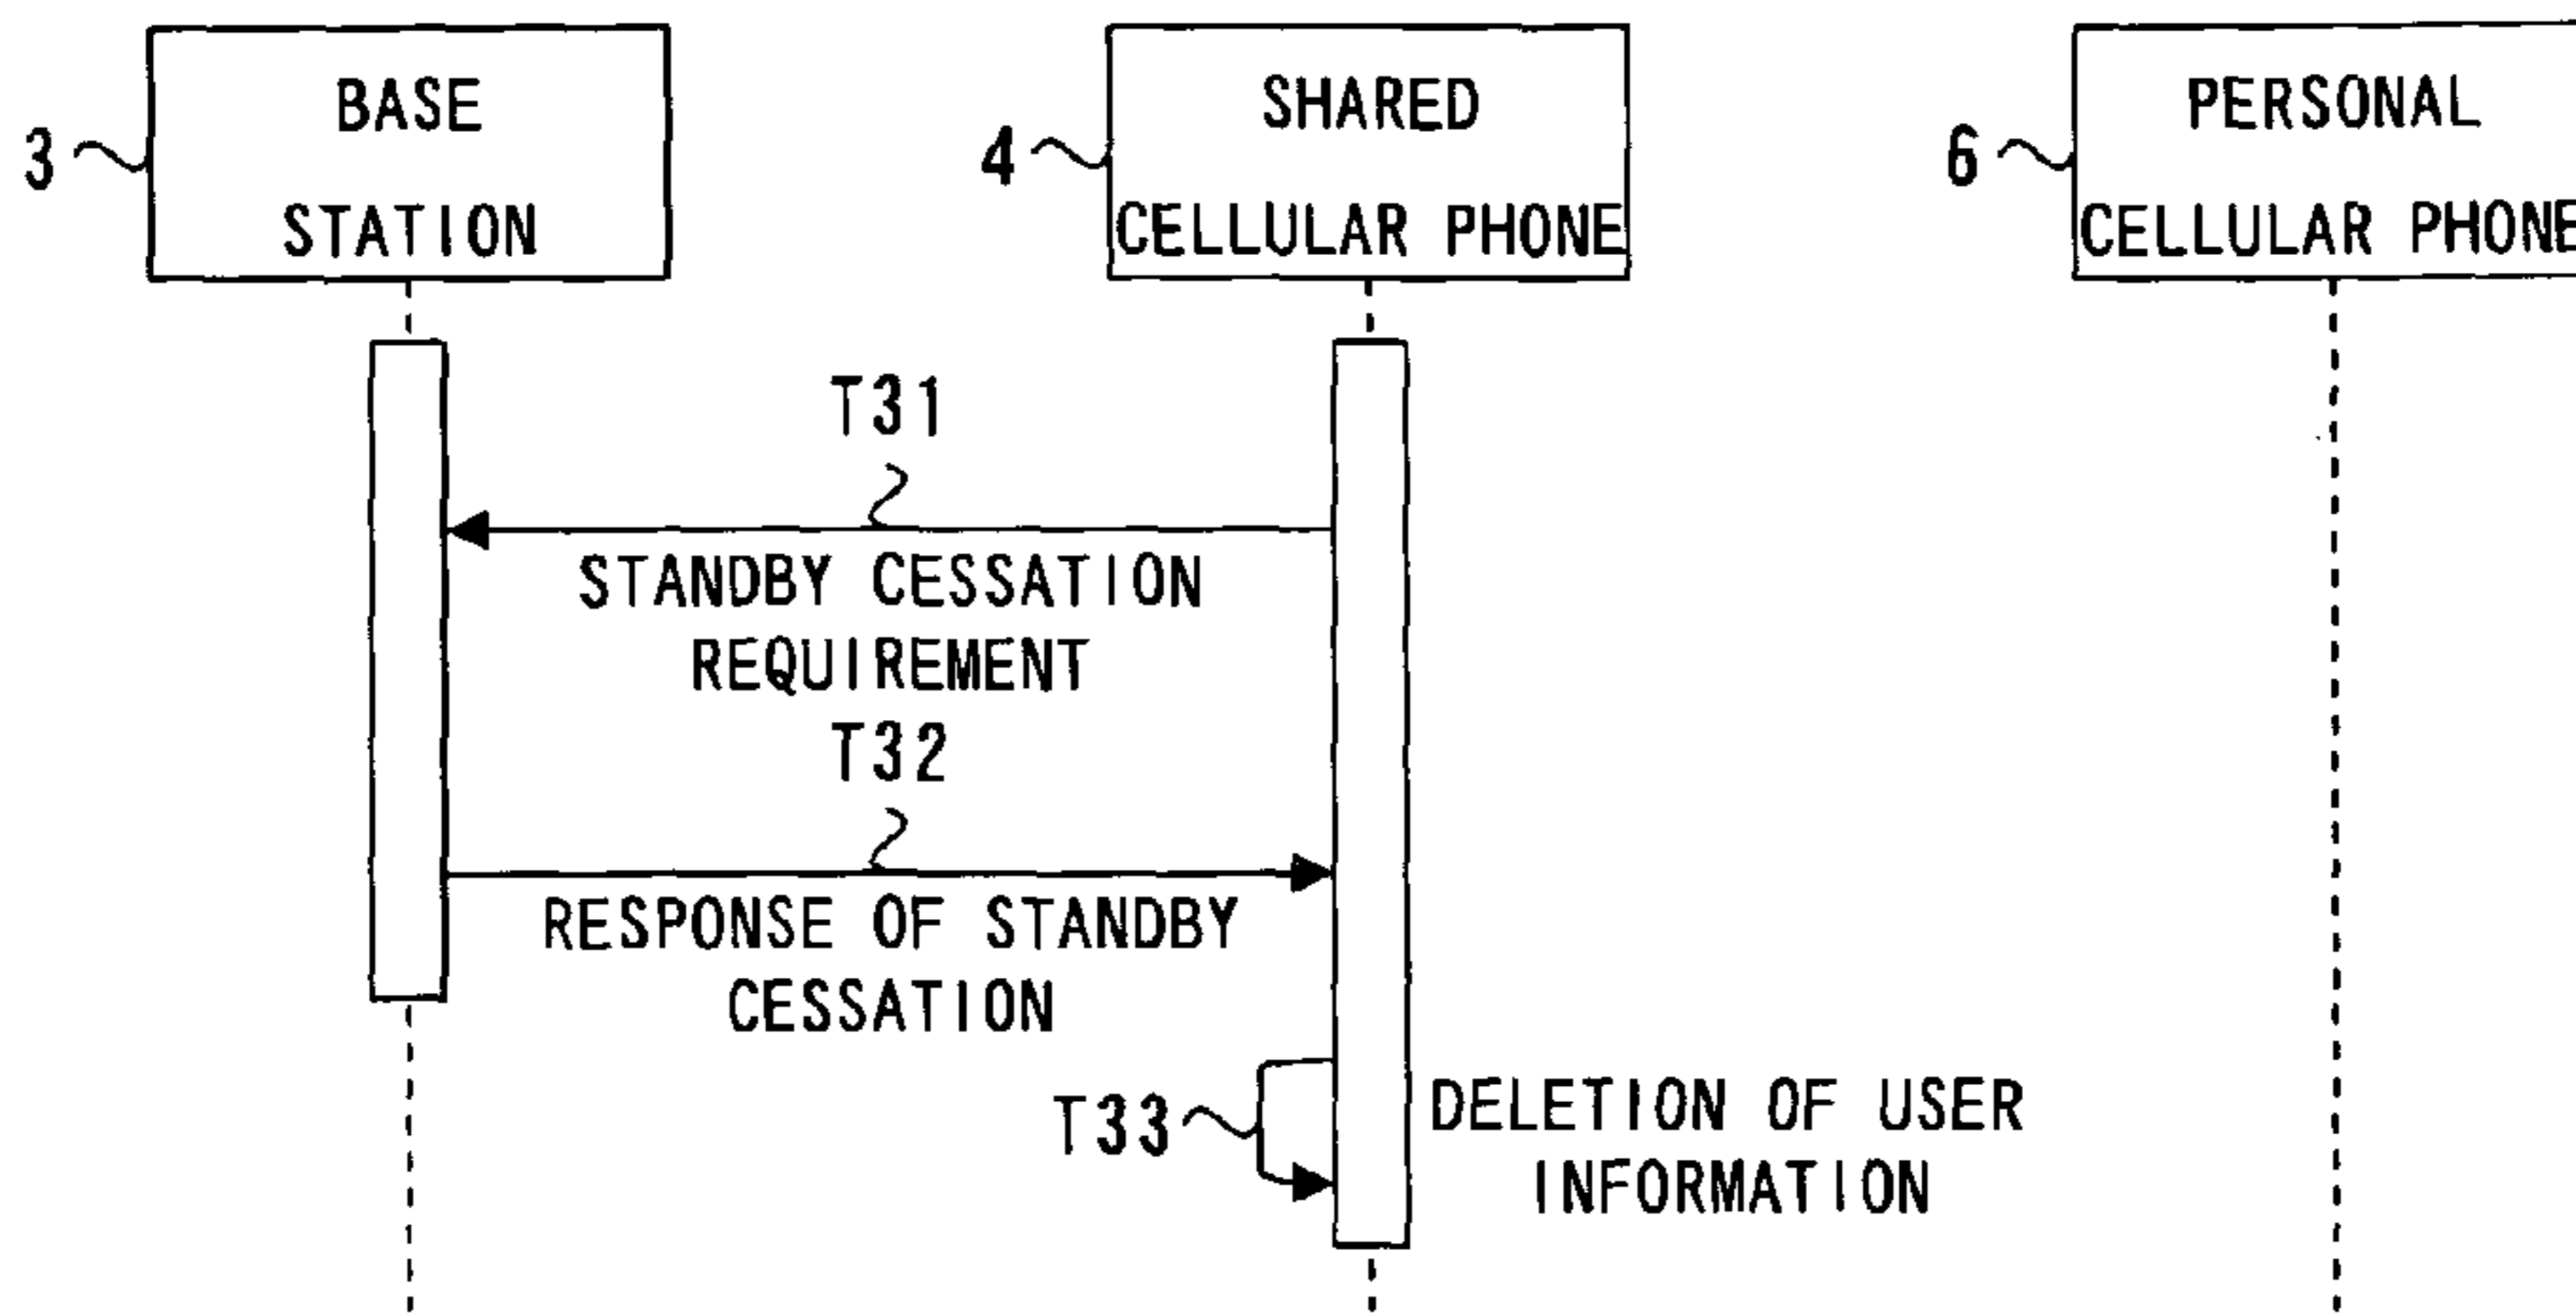 BASE
STATION
3
SHARED
CELLULAR PHONE
4
PERSONAL
CELLULAR PHONE
6
T31
STANDBY CESSATION
REQUIREMENT
T32
RESPONSE OF STANDBY
CESSATION
T33
DELETION OF USER
INFORMATION